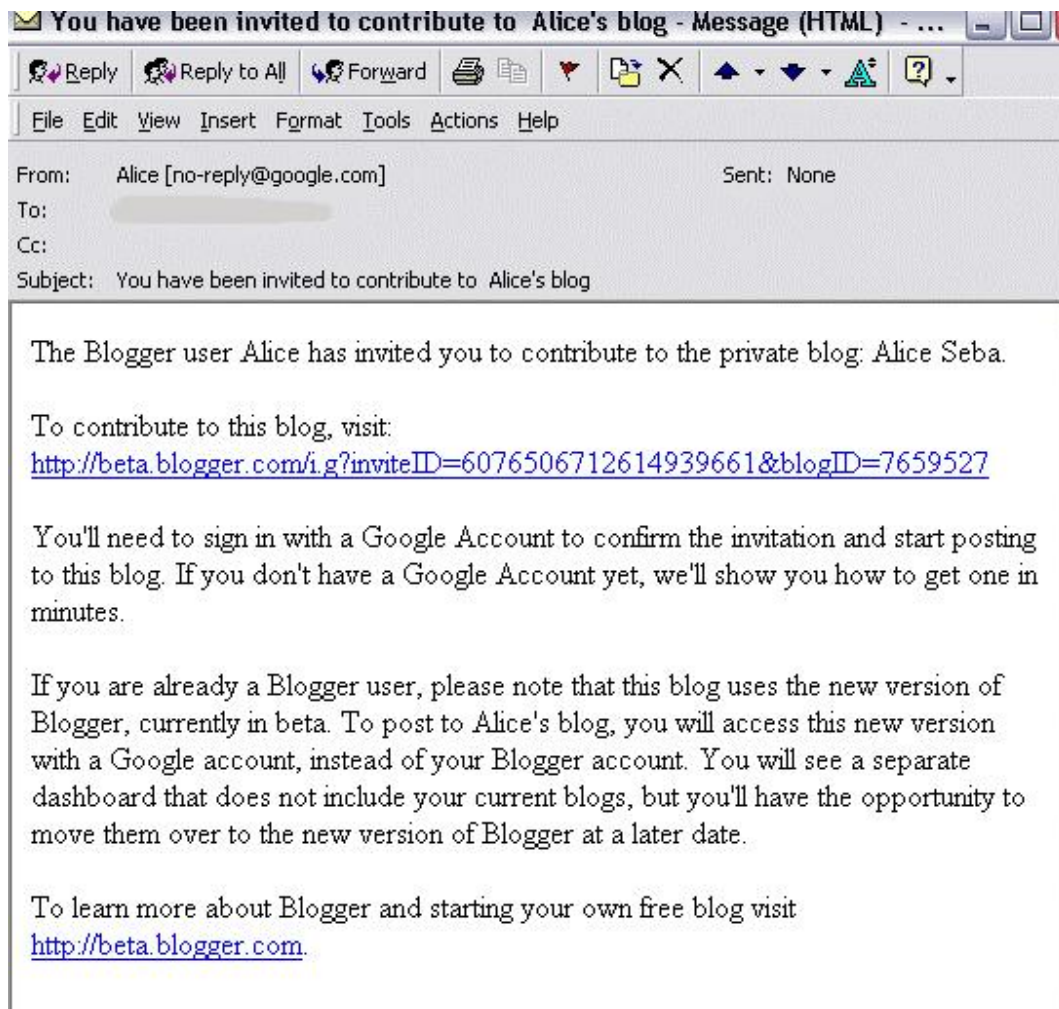 You have been invited to contribute to  Alice's blog - Message (HTML)  - ...
Reply Reply to All Forward
File Edit View Insert Format Tools Actions Help
From: Alice [no-reply@google.com] Sent: None
To:
Cc:
Subject: You have been invited to contribute to  Alice's blog
The Blogger user Alice has invited you to contribute to the private blog: Alice Seba.
To contribute to this blog, visit:
http://beta.blogger.com/i.g?inviteID=6076506712614939661&blogID=7659527
You'll need to sign in with a Google Account to confirm the invitation and start posting
to this blog. If you don't have a Google Account yet, we'll show you how to get one in
minutes.
If you are already a Blogger user, please note that this blog uses the new version of
Blogger, currently in beta. To post to Alice's blog, you will access this new version
with a Google account, instead of your Blogger account. You will see a separate
dashboard that does not include your current blogs, but you'll have the opportunity to
move them over to the new version of Blogger at a later date.
To learn more about Blogger and starting your own free blog visit
http://beta.blogger.com.